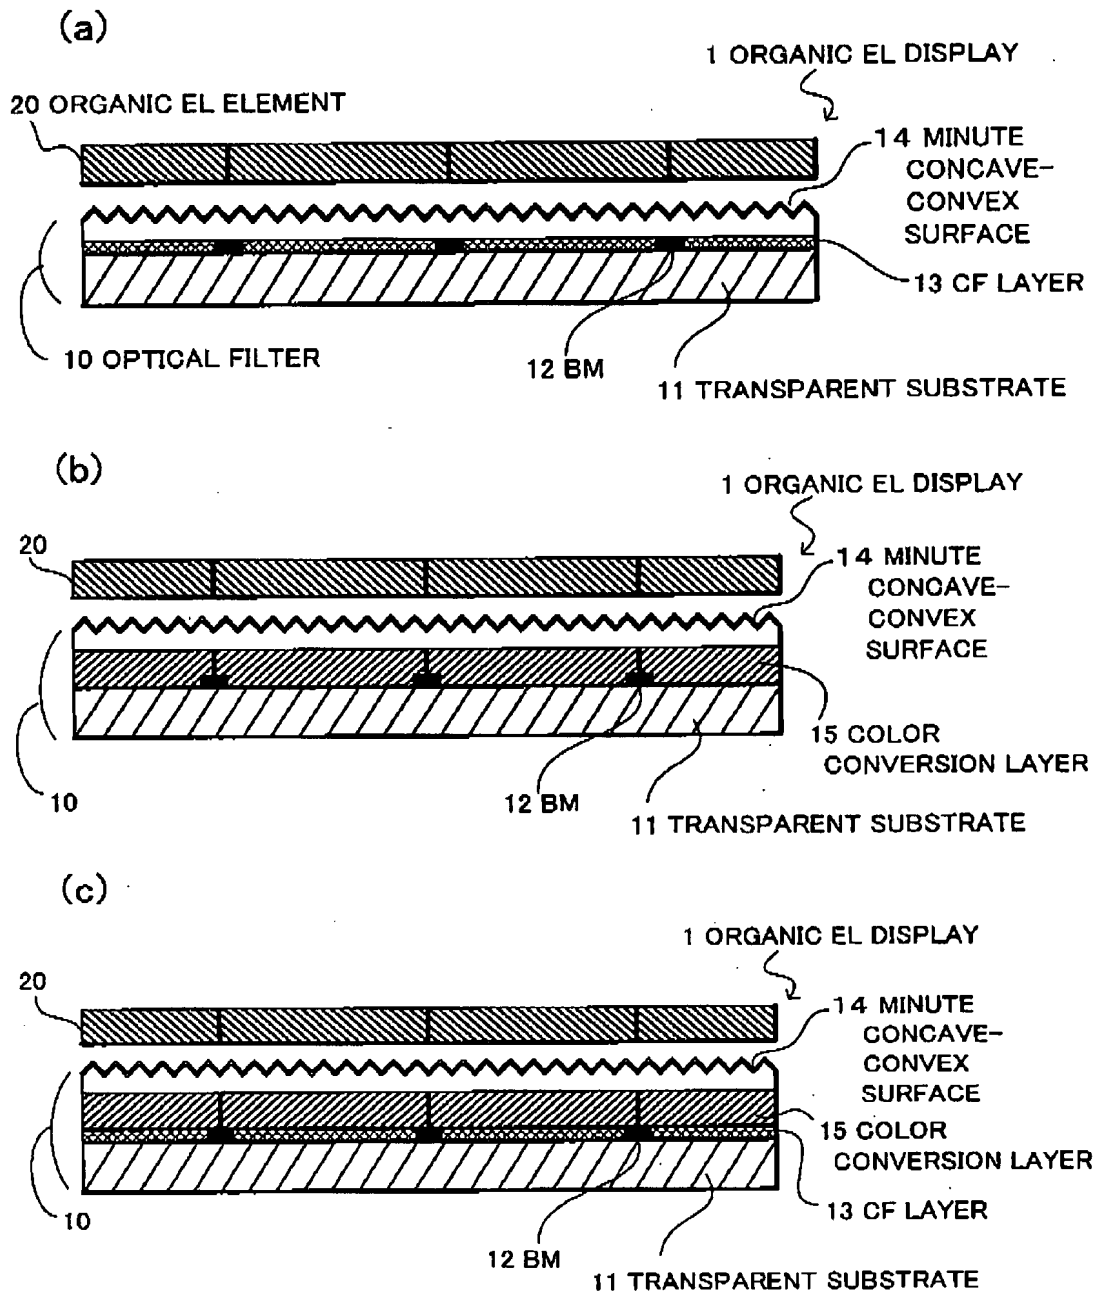 (a)
1 ORGANIC EL DISPLAY
20 ORGANIC EL ELEMENT
14 MINUTE
CONCAVE-
CONVEX
SURFACE
13 CF LAYER
10 OPTICAL FILTER
12 BM
11 TRANSPARENT SUBSTRATE
(b)
1 ORGANIC EL DISPLAY
20
14 MINUTE
CONCAVE-
CONVEX
SURFACE
15 COLOR
CONVERSION LAYER
10
12 BM
11 TRANSPARENT SUBSTRATE
(c)
1 ORGANIC EL DISPLAY
20
14 MINUTE
CONCAVE-
CONVEX
SURFACE
15 COLOR
CONVERSION LAYER
13 CF LAYER
10
12 BM
11 TRANSPARENT SUBSTRATE